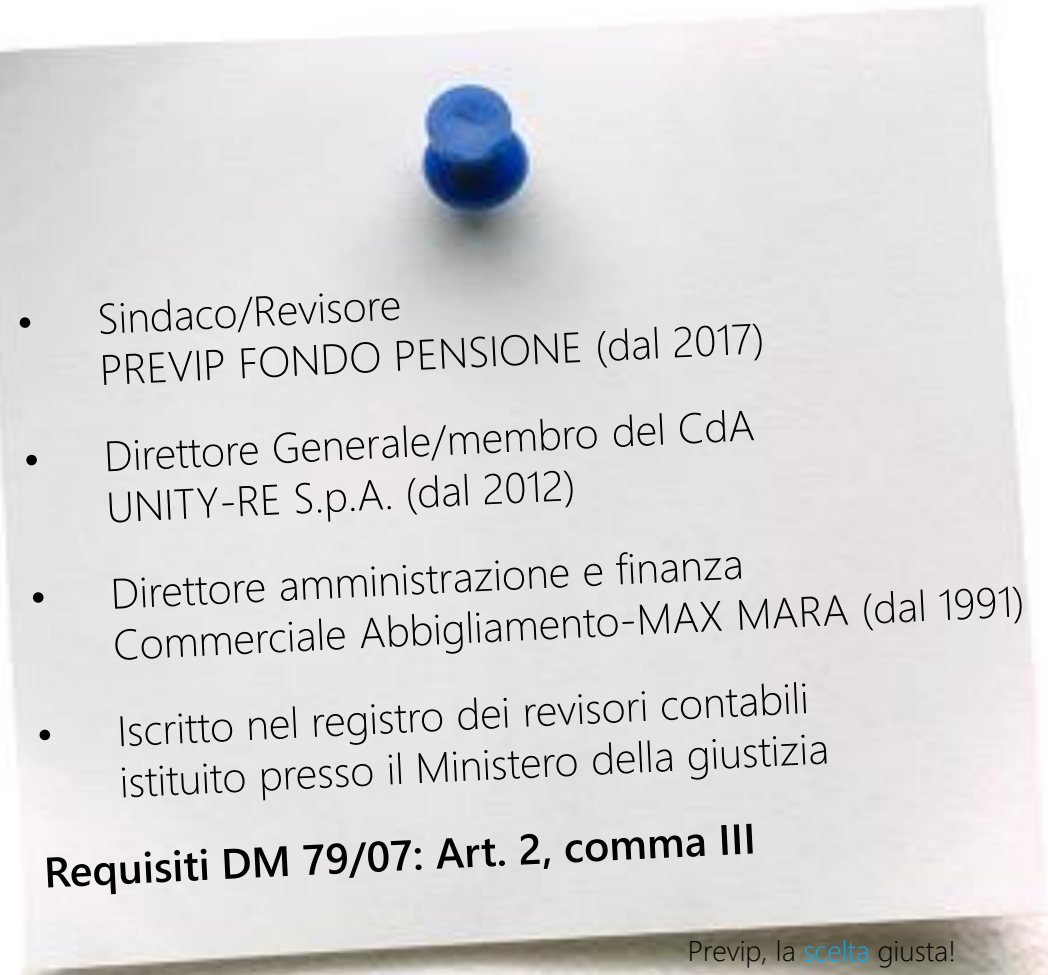 • Sindaco/Revisore
PREVIP FONDO PENSIONE (dal 2017)
• Direttore Generale/membro del CdA
UNITY-RE S.p.A. (dal 2012)
• Direttore amministrazione e finanza
Commerciale Abbigliamento-MAX MARA (dal 1991)
• Iscritto nel registro dei revisori contabili
istituito presso il Ministero della giustizia
Requisiti DM 79/07: Art. 2, comma III
Previp, la scelta giusta!